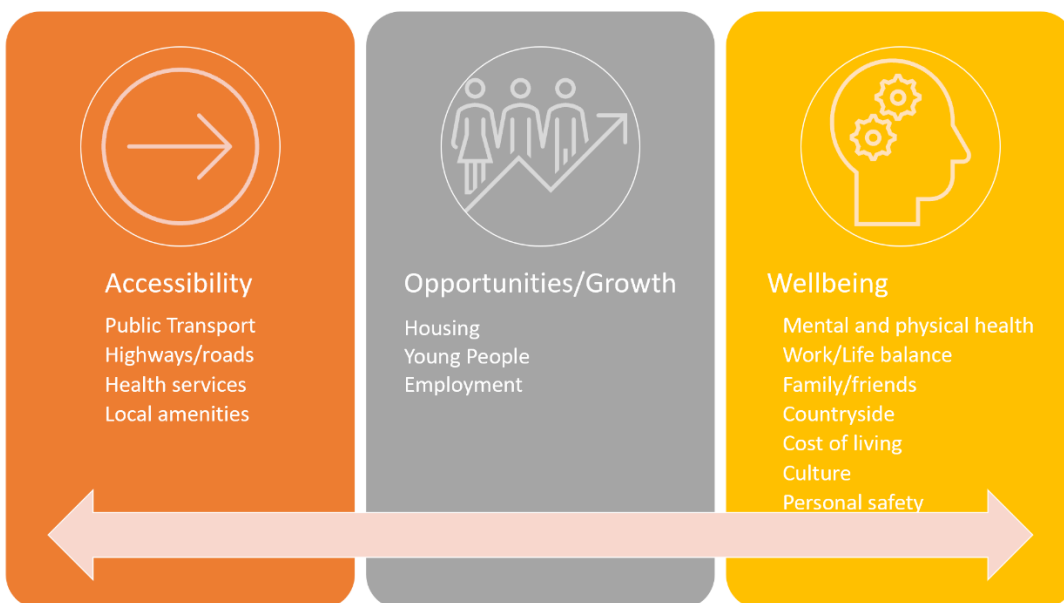 Accessibility
Public Transport
Highways/roads
Health services
Local amenities
Opportunities/Growth
Housing
Young People
Employment
Wellbeing
Mental and physical health
Work/Life balance
Family/friends
Countryside
Cost of living
Culture
Personal safety